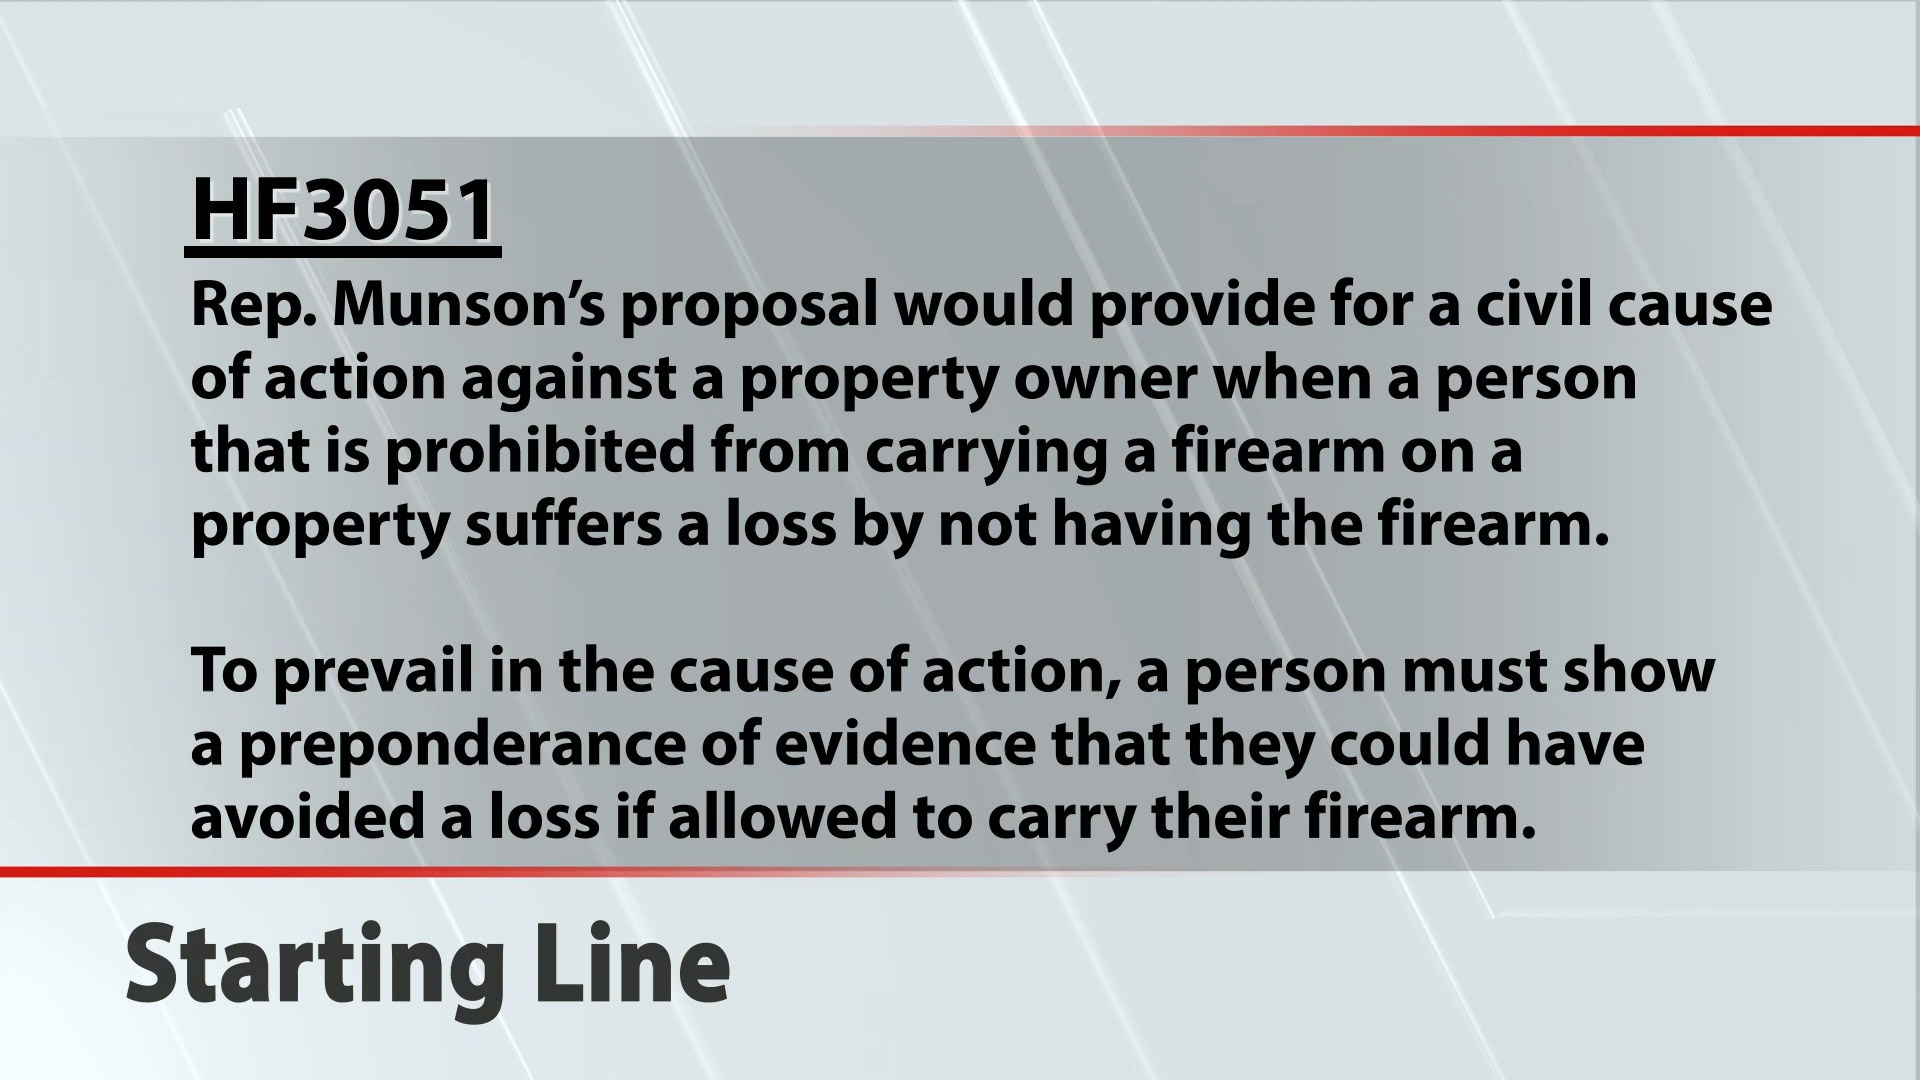 HF3051
Rep. Munson’s proposal would provide for a civil cause
of action against a property owner when a person
that is prohibited from carrying a firearm on a
property suffers a loss by not having the firearm.
To prevail in the cause of action, a person must show
a preponderance of evidence that they could have
avoided a loss if allowed to carry their firearm.
Starting Line